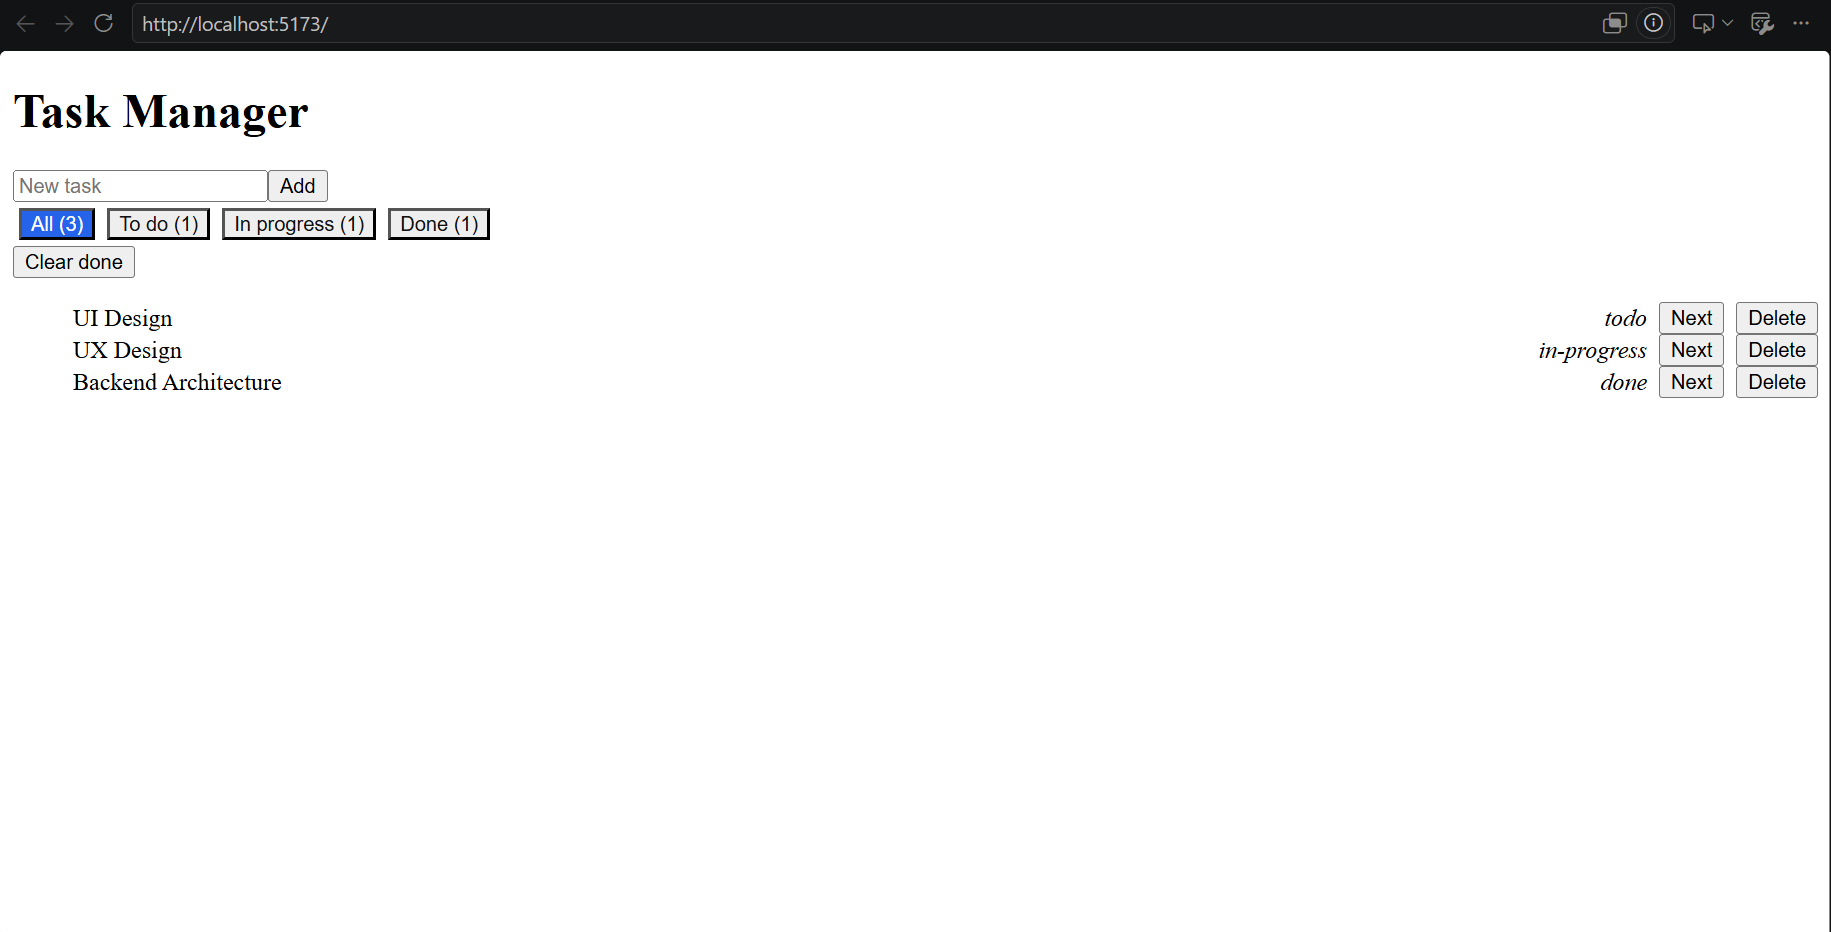 http://localhost:5173/
Task Manager
New task Add
All (3) To do (1) In progress (1) Done (1)
Clear done
UI Design todo Next Delete
UX Design in-progress Next Delete
Backend Architecture done Next Delete